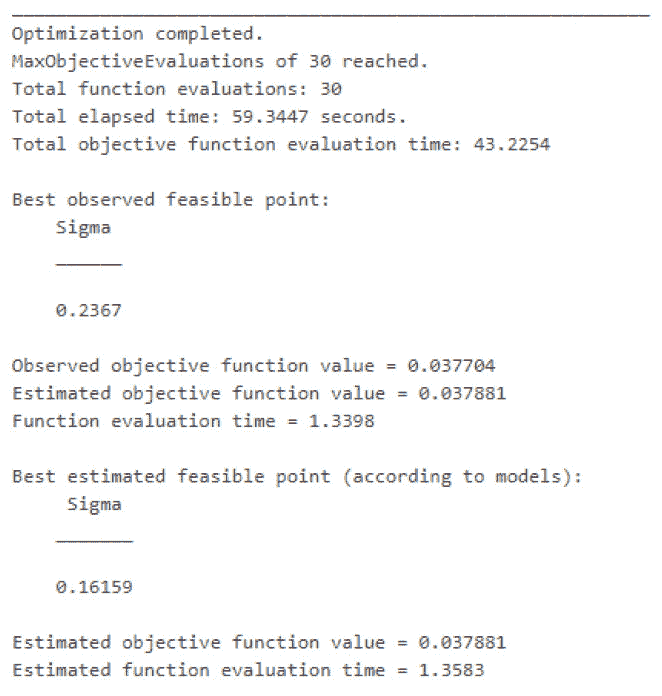 Optimization completed.
MaxObjectiveEvaluations of 30 reached.
Total function evaluations: 30
Total elapsed time: 59.3447 seconds.
Total objective function evaluation time: 43.2254
Best observed feasible point:
Sigma
______
0.2367
Observed objective function value = 0.037704
Estimated objective function value = 0.037881
Function evaluation time = 1.3398
Best estimated feasible point (according to models):
Sigma
_______
0.16159
Estimated objective function value = 0.037881
Estimated function evaluation time = 1.3583